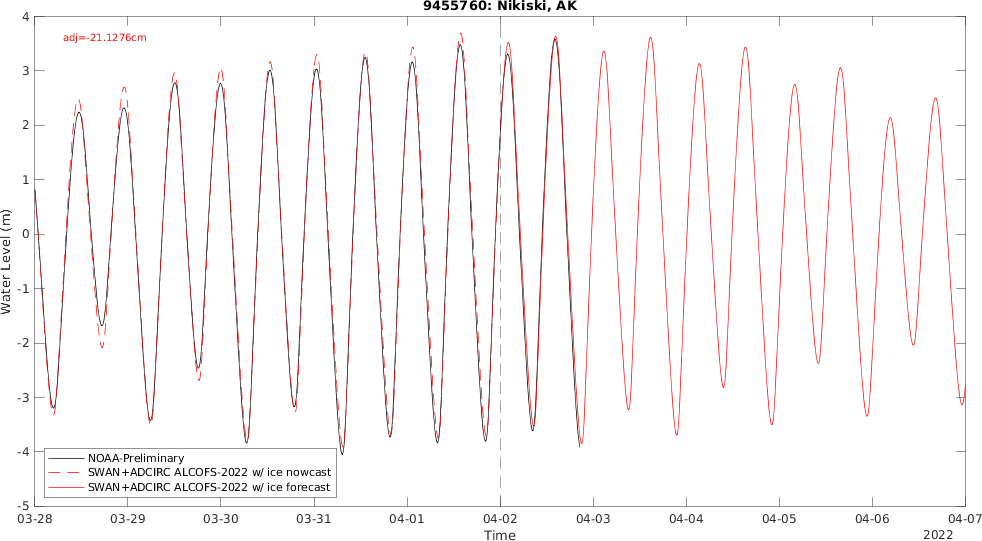 9455760: Nikiski, AK
adj=-21.1276cm
4
3
2
1
0
-1
-2
-3
-4
-5
Water Level (m)
NOAA-Preliminary
SWAN+ADCIRC ALCOFS-2022 w/ ice nowcast
SWAN+ADCIRC ALCOFS-2022 w/ ice forecast
03-28 03-29 03-30 03-31 04-01 04-02 04-03 04-04 04-05 04-06 04-07
Time
2022